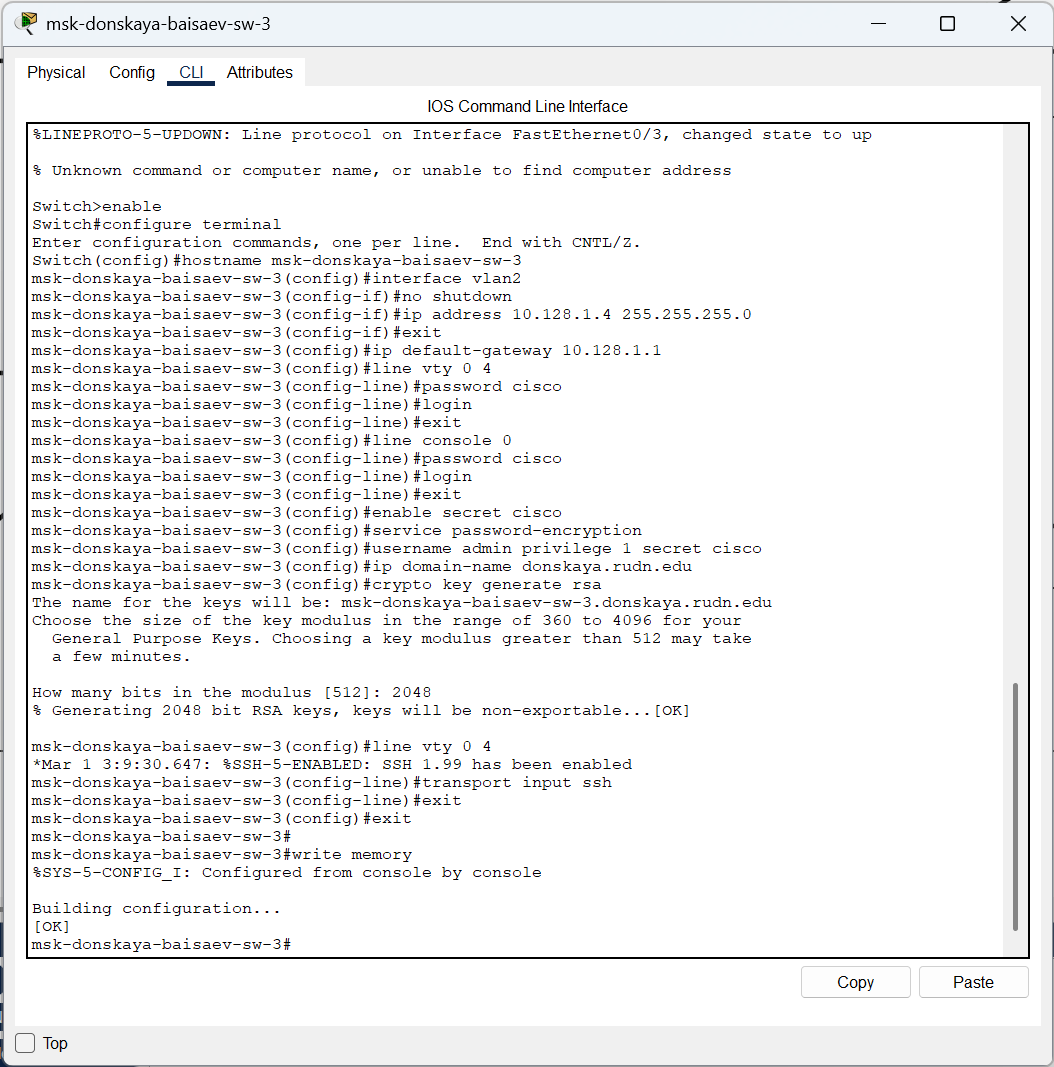 msk-donskaya-baisaev-sw-3
Physical Config CLI Attributes
IOS Command Line Interface
%LINEPROTO-5-UPDOWN: Line protocol on Interface FastEthernet0/3, changed state to up
% Unknown command or computer name, or unable to find computer address
Switch>enable
Switch#configure terminal
Enter configuration commands, one per line.  End with CNTL/Z.
Switch(config)#hostname msk-donskaya-baisaev-sw-3
msk-donskaya-baisaev-sw-3(config)#interface vlan2
msk-donskaya-baisaev-sw-3(config-if)#no shutdown
msk-donskaya-baisaev-sw-3(config-if)#ip address 10.128.1.4 255.255.255.0
msk-donskaya-baisaev-sw-3(config-if)#exit
msk-donskaya-baisaev-sw-3(config)#ip default-gateway 10.128.1.1
msk-donskaya-baisaev-sw-3(config)#line vty 0 4
msk-donskaya-baisaev-sw-3(config-line)#password cisco
msk-donskaya-baisaev-sw-3(config-line)#login
msk-donskaya-baisaev-sw-3(config-line)#exit
msk-donskaya-baisaev-sw-3(config)#line console 0
msk-donskaya-baisaev-sw-3(config-line)#password cisco
msk-donskaya-baisaev-sw-3(config-line)#login
msk-donskaya-baisaev-sw-3(config-line)#exit
msk-donskaya-baisaev-sw-3(config)#enable secret cisco
msk-donskaya-baisaev-sw-3(config)#service password-encryption
msk-donskaya-baisaev-sw-3(config)#username admin privilege 1 secret cisco
msk-donskaya-baisaev-sw-3(config)#ip domain-name donskaya.rudn.edu
msk-donskaya-baisaev-sw-3(config)#crypto key generate rsa
The name for the keys will be: msk-donskaya-baisaev-sw-3.donskaya.rudn.edu
Choose the size of the key modulus in the range of 360 to 4096 for your
General Purpose Keys. Choosing a key modulus greater than 512 may take
a few minutes.
How many bits in the modulus [512]: 2048
% Generating 2048 bit RSA keys, keys will be non-exportable...[OK]
msk-donskaya-baisaev-sw-3(config)#line vty 0 4
*Mar 1 3:9:30.647: %SSH-5-ENABLED: SSH 1.99 has been enabled
msk-donskaya-baisaev-sw-3(config-line)#transport input ssh
msk-donskaya-baisaev-sw-3(config-line)#exit
msk-donskaya-baisaev-sw-3(config)#exit
msk-donskaya-baisaev-sw-3#
msk-donskaya-baisaev-sw-3#write memory
%SYS-5-CONFIG_I: Configured from console by console
Building configuration...
[OK]
msk-donskaya-baisaev-sw-3#
Copy Paste
Top